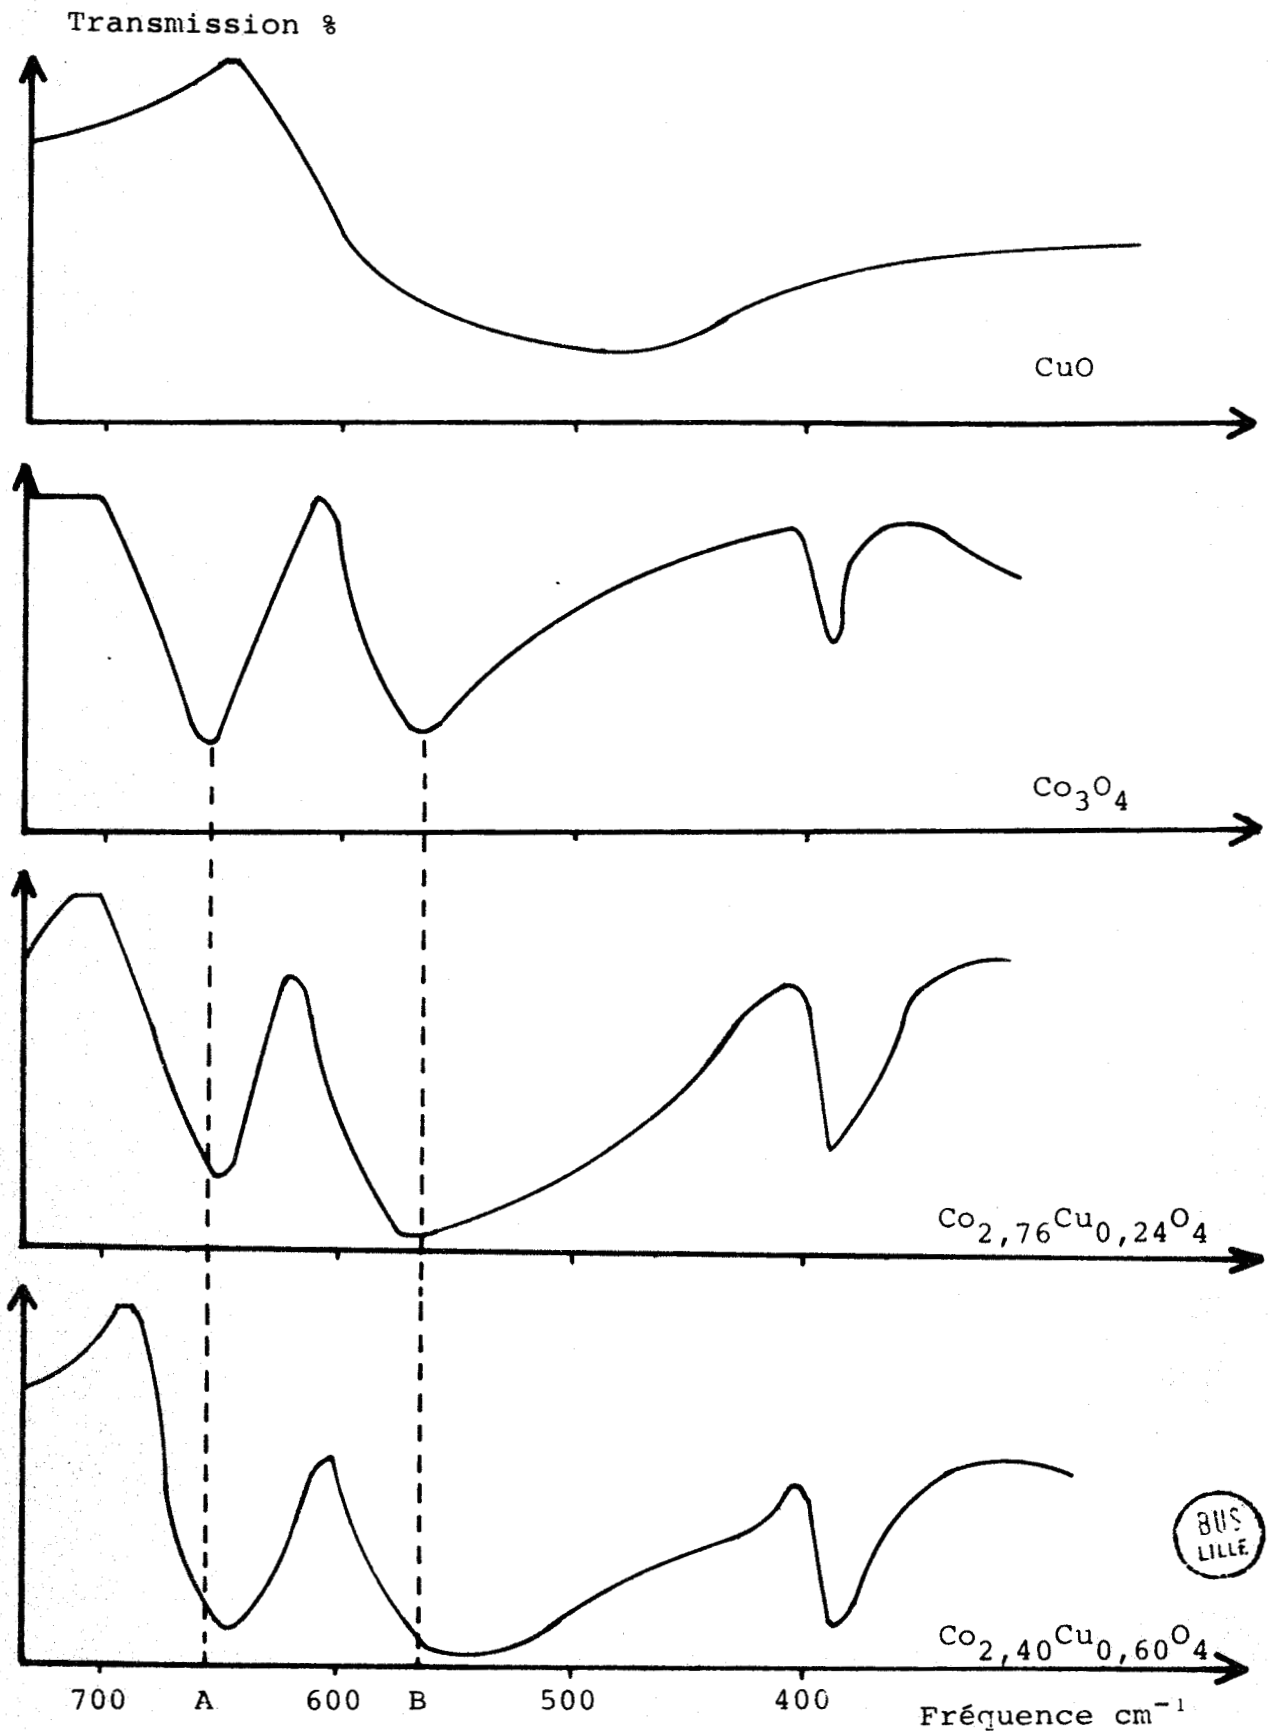 Transmission %
CuO
Co3O4
Co2,76Cu0,24O4
BUS
LILLE
Co2,40Cu0,60O4
700 A 600 B 500 400
Fréquence cm-1